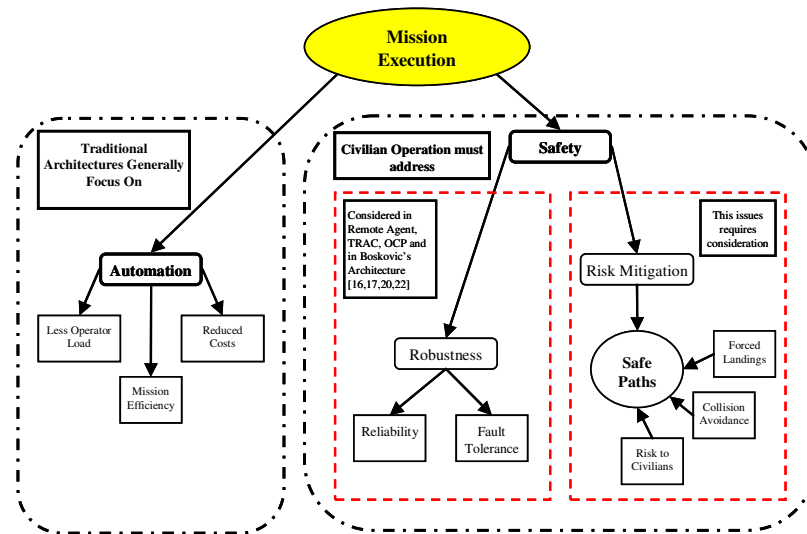 Mission
Execution
Traditional
Architectures Generally
Focus On
Automation
Less Operator
Load
Reduced
Costs
Mission
Efficiency
Civilian Operation must
address
Safety
Considered in
Remote Agent,
TRAC, OCP and
in Boskovic's
Architecture
[16,17,20,22]
Robustness
Reliability
Fault
Tolerance
This issues
requires
consideration
Risk Mitigation
Safe
Paths
Forced
Landings
Collision
Avoidance
Risk to
Civilians